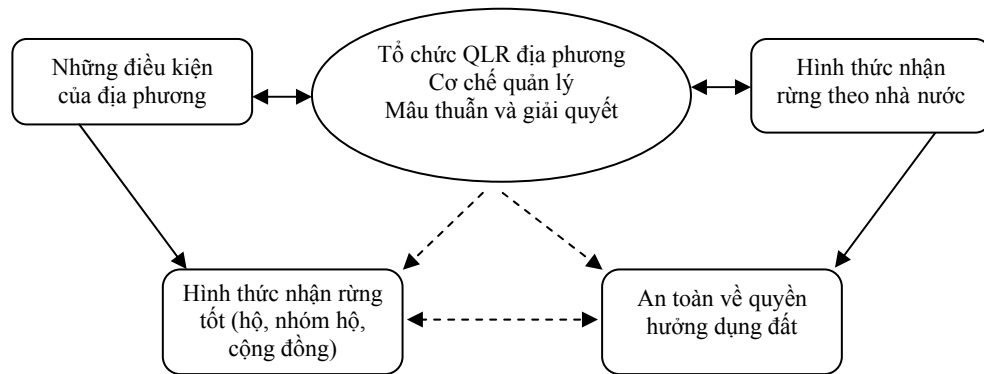 Những điều kiện
của địa phương
Tổ chức QLR địa phương
Cơ chế quản lý
Mâu thuẫn và giải quyết
Hình thức nhận
rừng theo nhà nước
Hình thức nhận rừng
tốt (hộ, nhóm hộ,
cộng đồng)
An toàn về quyền
hưởng dụng đất